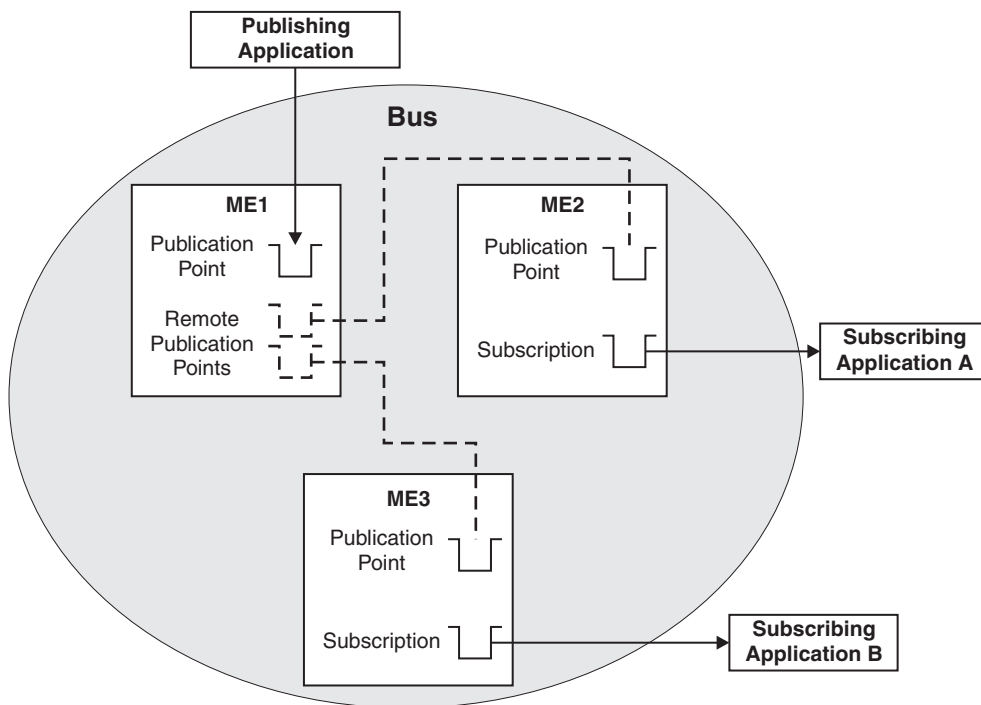 Publishing
Application
Bus
ME1
Publication
Point
Remote
Publication
Points
ME2
Publication
Point
Subscription
Subscribing
Application A
ME3
Publication
Point
Subscription
Subscribing
Application B